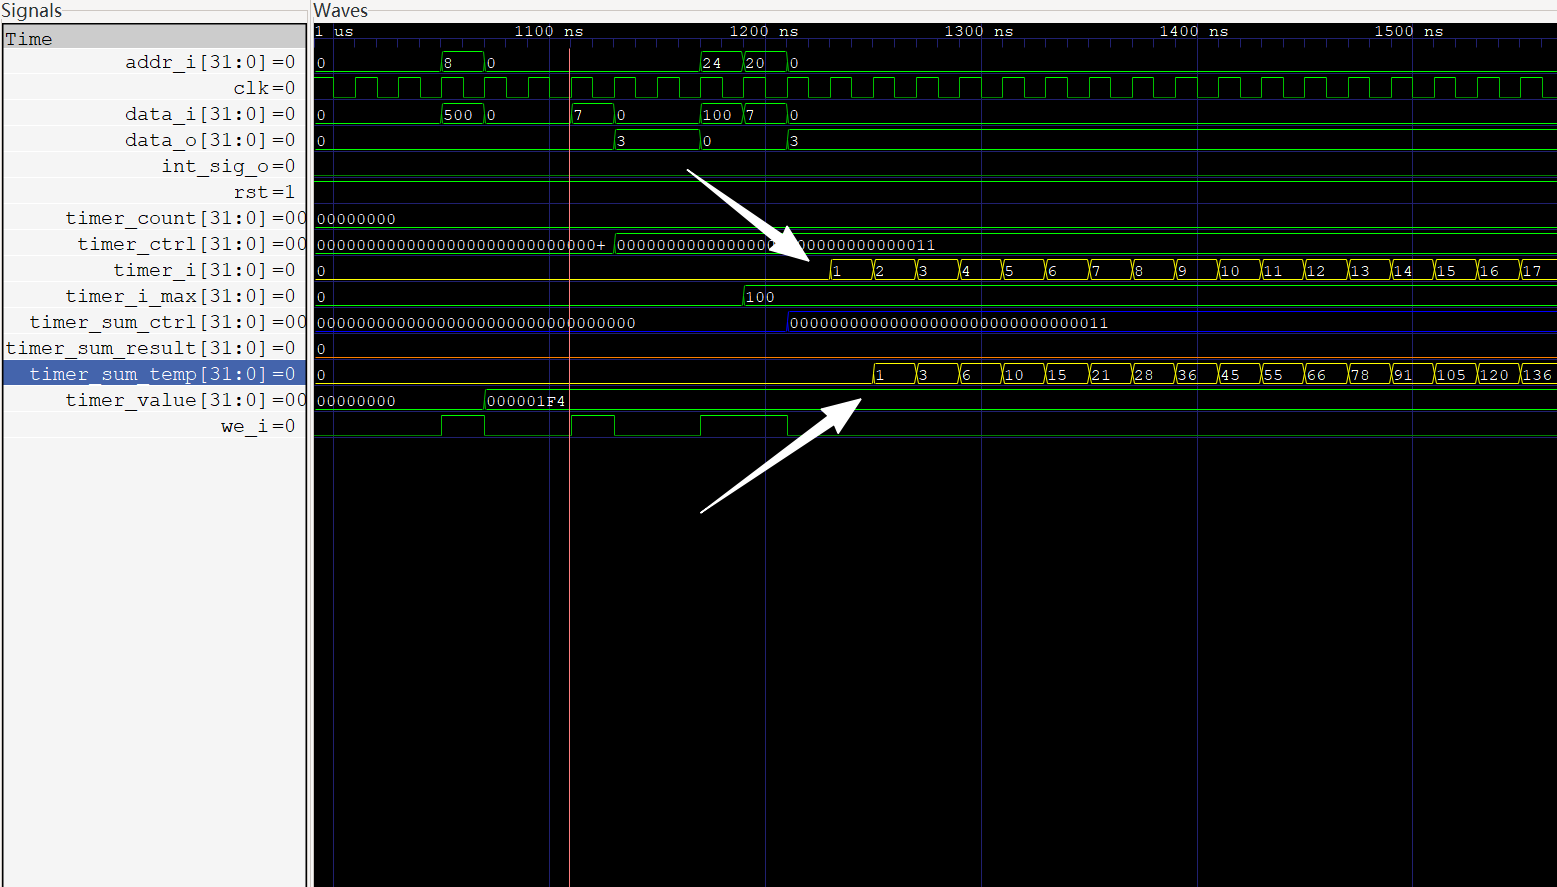 Signals Waves
Time 1 us 1100 ns 1200 ns 1300 ns 1400 ns 1500 ns
addr_i[31:0]=0 0 8 0 24 20 0
clk=0
data_i[31:0]=0 0 500 0 7 0 100 7 0
data_o[31:0]=0 0 3 0 3
int_sig_o=0
rst=1
timer_count[31:0]=00 00000000
timer_ctrl[31:0]=00 0000000000000000000000000000+ 00000000000000000000000000000011
timer_i[31:0]=0 0 1 2 3 4 5 6 7 8 9 10 11 12 13 14 15 16 17
timer_i_max[31:0]=0 0 100
timer_sum_ctrl[31:0]=00 00000000000000000000000000000000 00000000000000000000000000000011
timer_sum_result[31:0]=0 0
timer_sum_temp[31:0]=0 0 1 3 6 10 15 21 28 36 45 55 66 78 91 105 120 136
timer_value[31:0]=00 00000000 000001F4
we_i=0